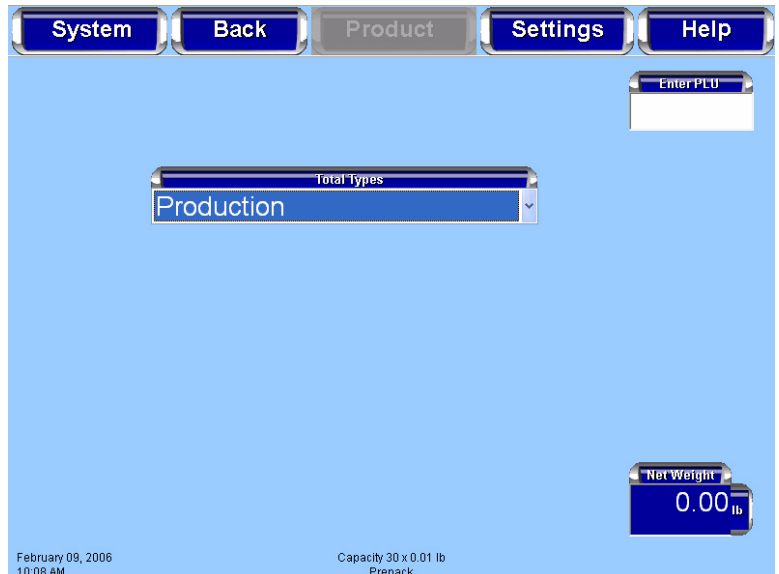 System Back Product Settings Help
Enter PLU
Total Types
Production
Net Weight
0.00 lb
February 09, 2006
Capacity 30 x 0.01 lb
10:08 AM
Prepack